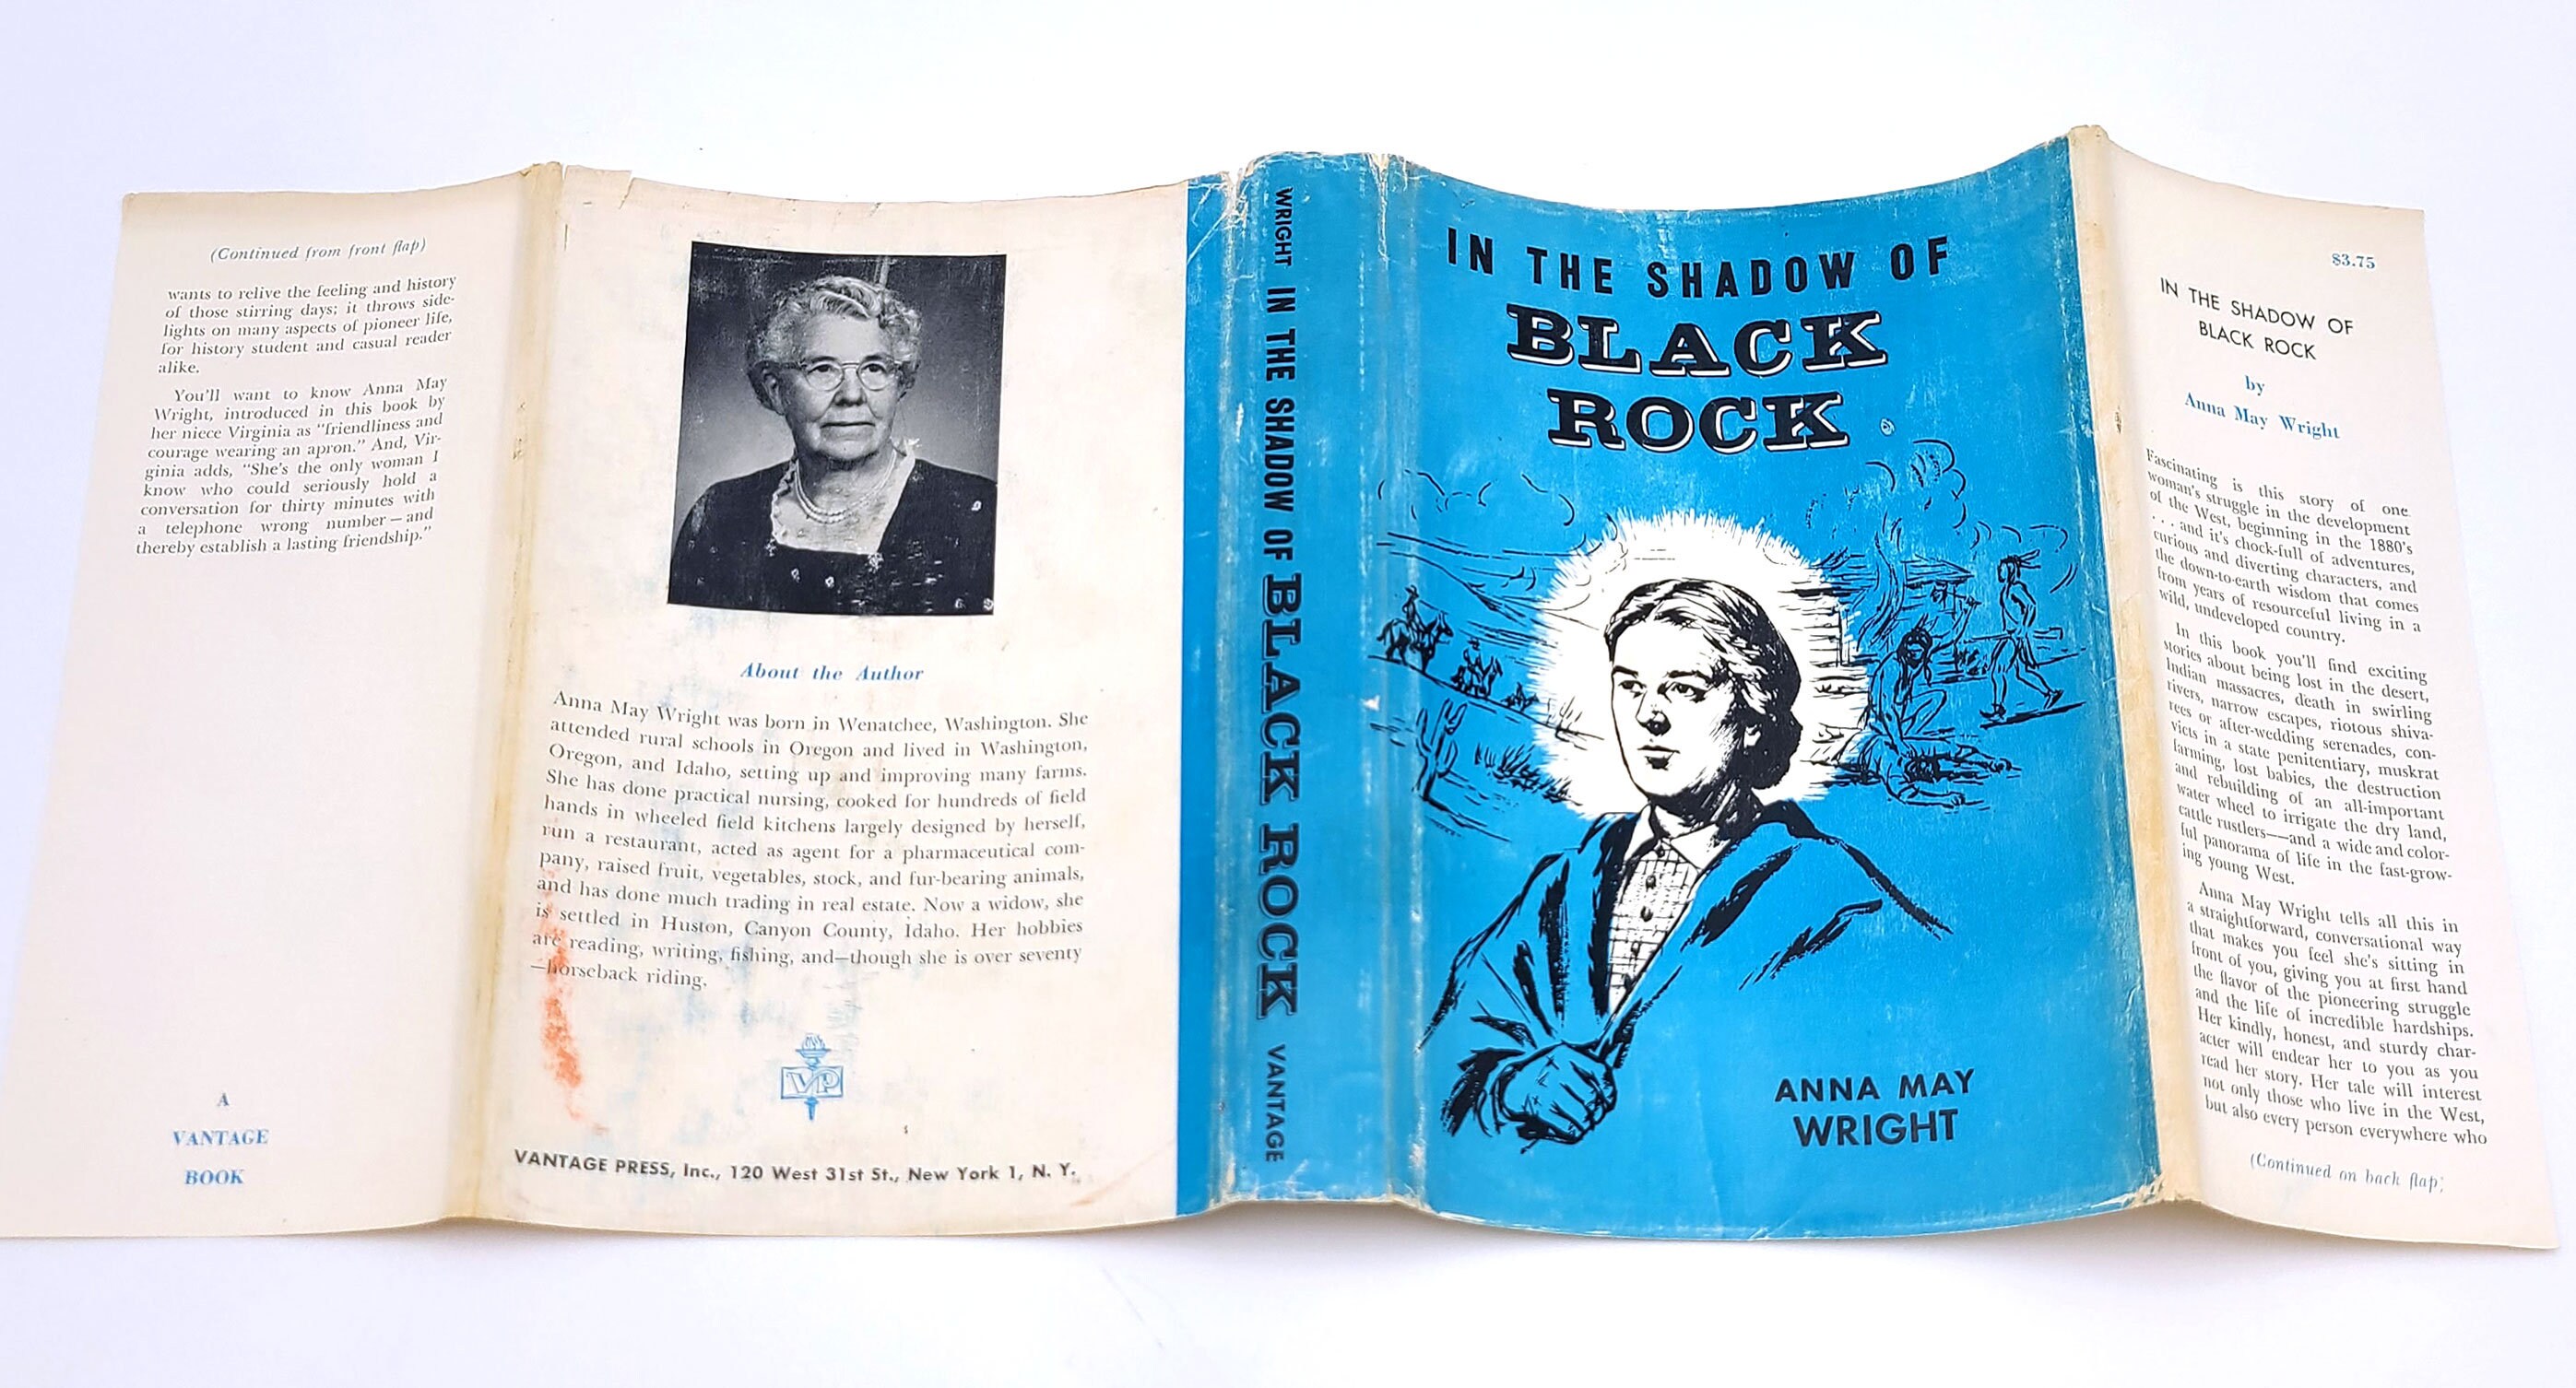 (Continued from front flap)
wants to relive the feeling and history
of those stirring days; it throws side-
lights on many aspects of pioneer life,
for history student and casual reader
alike.
You'll want to know Anna May
Wright, introduced in this book by
her niece Virginia as "friendliness and
courage wearing an apron." And, Vir-
ginia adds, "She's the only woman I
know who could seriously hold a
conversation for thirty minutes with
a telephone wrong number—and
thereby establish a lasting friendship."
A
VANTAGE
BOOK
About the Author
Anna May Wright was born in Wenatchee, Washington. She
attended rural schools in Oregon and lived in Washington,
Oregon, and Idaho, setting up and improving many farms.
She has done practical nursing, cooked for hundreds of field
hands in wheeled field kitchens largely designed by herself,
run a restaurant, acted as agent for a pharmaceutical com-
pany, raised fruit, vegetables, stock, and fur-bearing animals,
and has done much trading in real estate. Now a widow, she
is settled in Huston, Canyon County, Idaho. Her hobbies
are reading, writing, fishing, and—though she is over seventy
—horseback riding.
VP
VANTAGE PRESS, Inc., 120 West 31st St., New York 1, N. Y.
WRIGHT IN THE SHADOW OF BLACK ROCK VANTAGE
IN THE SHADOW OF
BLACK
ROCK
ANNA MAY
WRIGHT
$3.75
IN THE SHADOW OF
BLACK ROCK
by
Anna May Wright
Fascinating is this story of one
woman's struggle in the development
of the West, beginning in the 1880's
. . . and it's chock-full of adventures,
curious and diverting characters, and
the down-to-earth wisdom that comes
from years of resourceful living in a
wild, undeveloped country.
In this book you'll find exciting
stories about being lost in the desert,
Indian massacres, death in swirling
rivers, narrow escapes, riotous shiva-
rees or after-wedding serenades, con-
victs in a state penitentiary, muskrat
farming, lost babies, the destruction
and rebuilding of an all-important
water wheel to irrigate the dry land,
cattle rustlers—and a wide and color-
ful panorama of life in the fast-grow-
ing young West.
Anna May Wright tells all this in
a straightforward, conversational way
that makes you feel she's sitting in
front of you, giving you at first hand
the flavor of the pioneering struggle
and the life of incredible hardships.
Her kindly, honest, and sturdy char-
acter will endear her to you as you
read her story. Her tale will interest
not only those who live in the West,
but also every person everywhere who
(Continued on back flap)